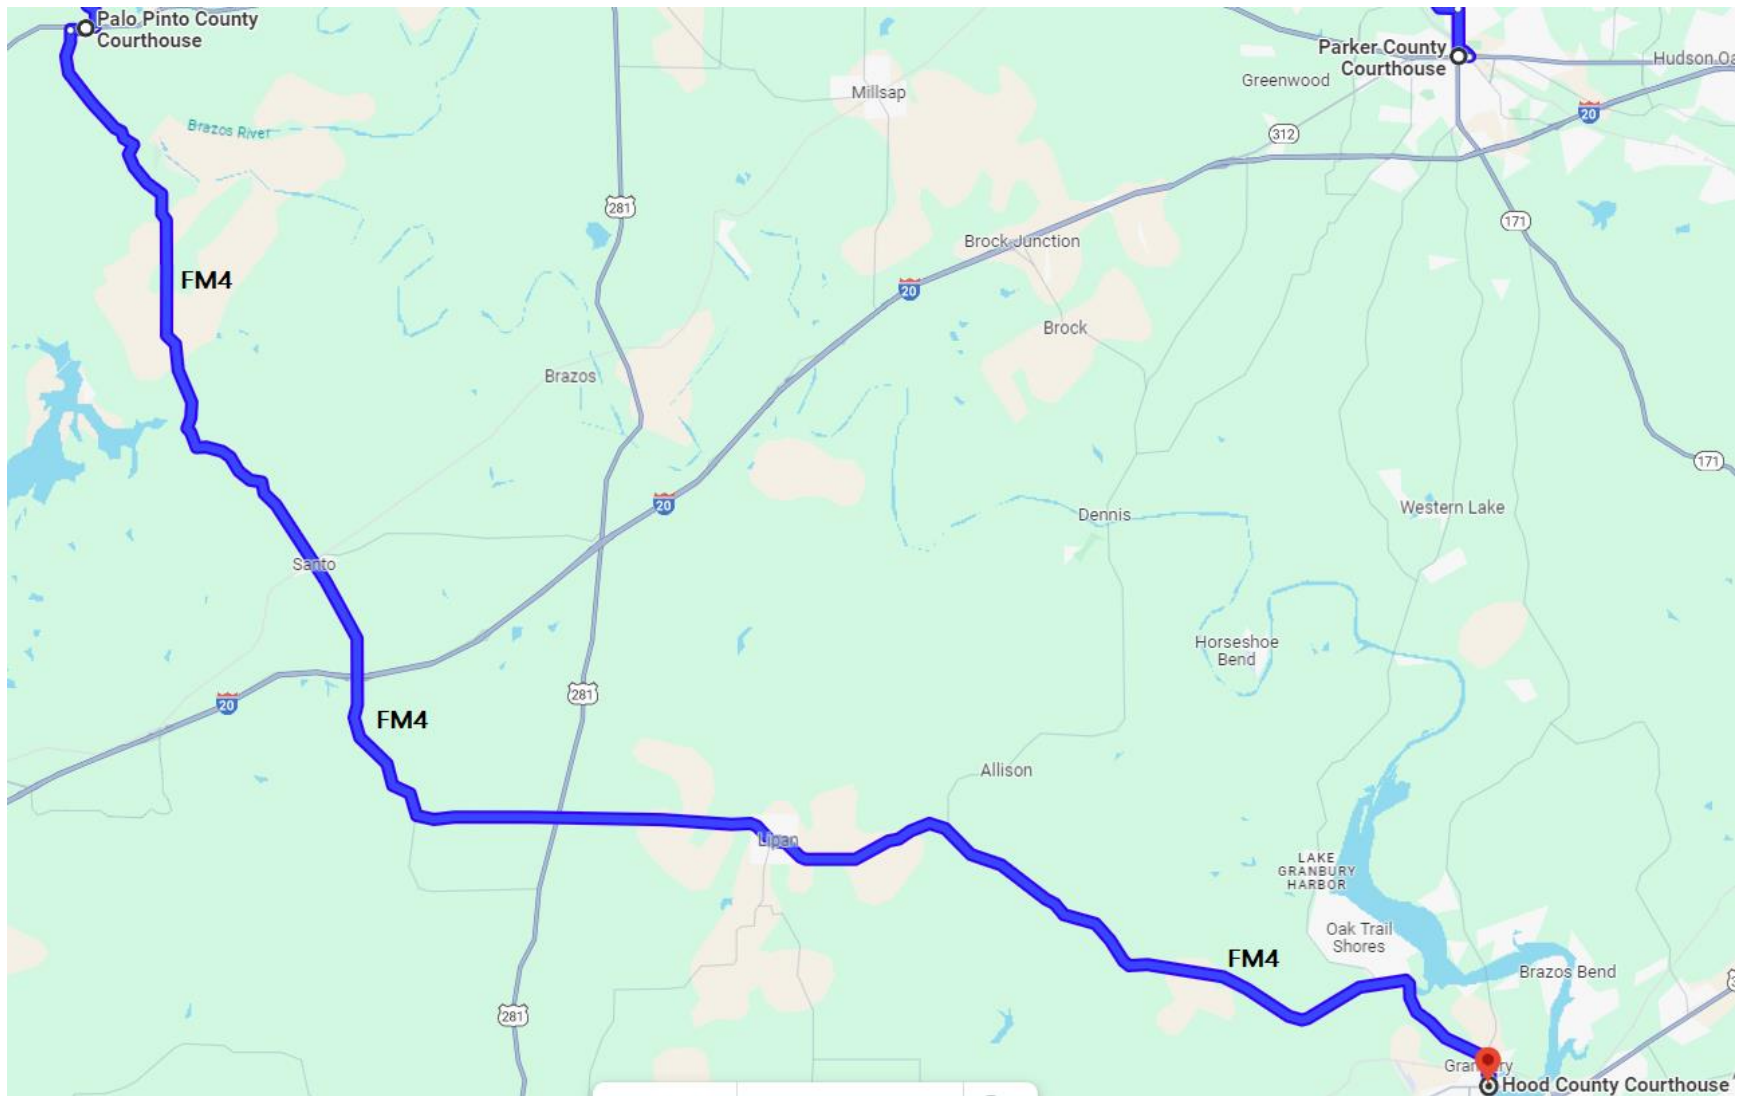 Palo Pinto County
Courthouse
Parker County
Courthouse
Hudson Oa
Greenwood
Millsap
20
Brazos River
312
281
171
Brock Junction
FM4
20
Brock
Brazos
171
20
Western Lake
Dennis
Santo
Horseshoe
Bend
281
20
FM4
Allison
Lipan
LAKE
GRANBURY
HARBOR
Oak Trail
Shores
FM4
Brazos Bend
281
Hood County Courthouse